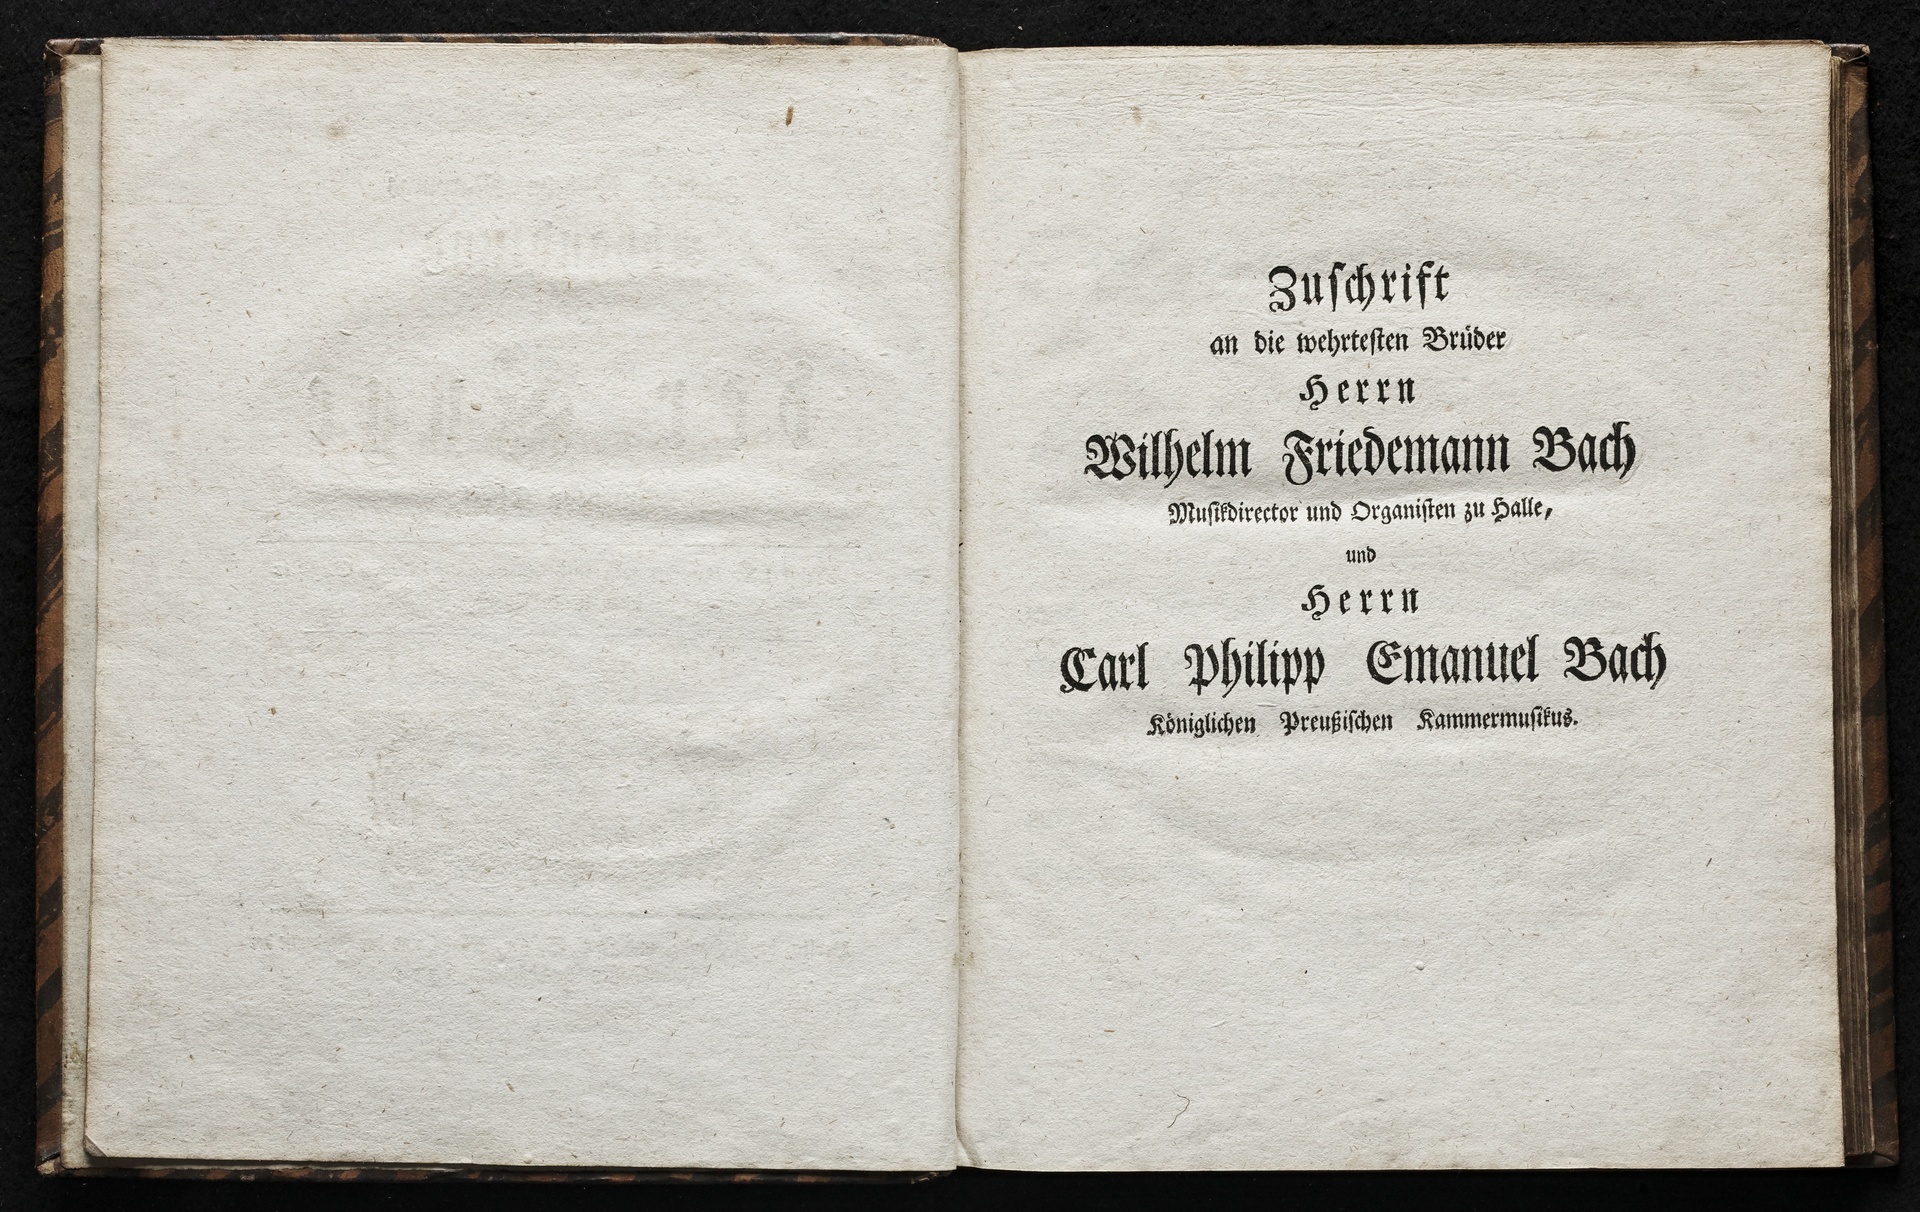 Zuſchrift
an die wehrteſten Brüder
Herrn
Wilhelm Friedemann Bach
Muſikdirector und Organiſten zu Halle,
und
Herrn
Carl Philipp Emanuel Bach
Königlichen Preußiſchen Kammermuſikus.